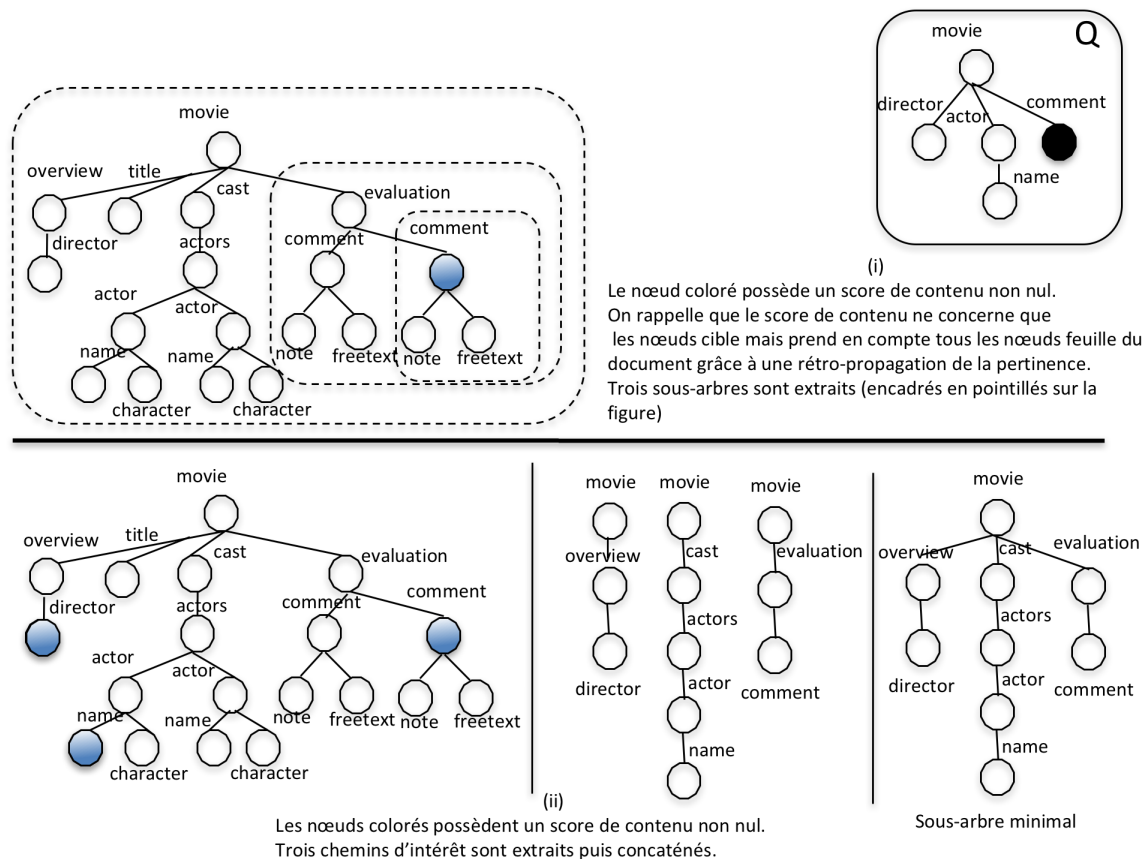 movie
Q
director
actor
comment
name
movie
overview
title
cast
evaluation
director
actors
comment
comment
actor
actor
name
name
note
freetext
note
freetext
character
character
(i)
Le nœud coloré possède un score de contenu non nul.
On rappelle que le score de contenu ne concerne que
les nœuds cible mais prend en compte tous les nœuds feuille du
document grâce à une rétro-propagation de la pertinence.
Trois sous-arbres sont extraits (encadrés en pointillés sur la
figure)
movie
overview
title
cast
evaluation
director
actors
comment
comment
actor
actor
name
name
note
freetext
note
freetext
character
character
movie
movie
movie
overview
cast
evaluation
actors
director
actor
comment
name
movie
overview
cast
evaluation
actors
director
actor
comment
name
Sous-arbre minimal
(ii)
Les nœuds colorés possèdent un score de contenu non nul.
Trois chemins d'intérêt sont extraits puis concaténés.